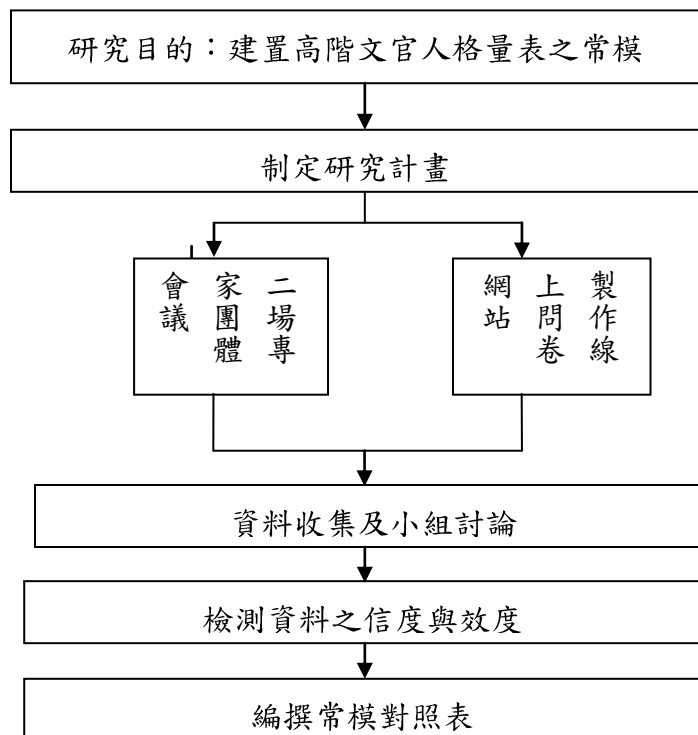 研究目的：建置高階文官人格量表之常模
制定研究計畫
二場專
家團體
會議
製作線
上問卷
網站
資料收集及小組討論
檢測資料之信度與效度
編撰常模對照表